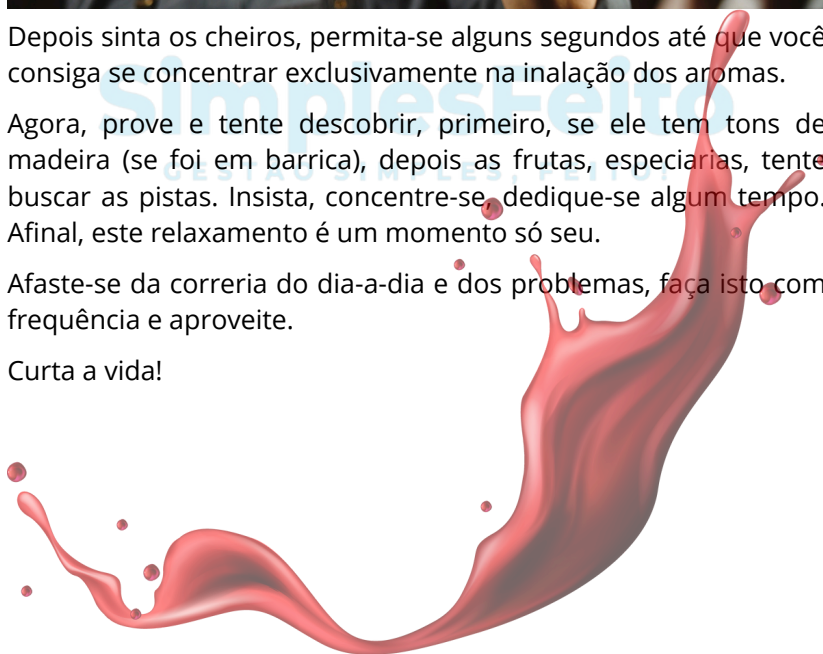 Depois sinta os cheiros, permita-se alguns segundos até que você
consiga se concentrar exclusivamente na inalação dos aromas.
SimplesFeito
Agora, prove e tente descobrir, primeiro, se ele tem tons de
madeira (se foi em barrica), depois as frutas, especiarias, tente
GESTÃO SIMPLES, FEITO!
buscar as pistas. Insista, concentre-se, dedique-se algum tempo.
Afinal, este relaxamento é um momento só seu.
Afaste-se da correria do dia-a-dia e dos problemas, faça isto com
frequência e aproveite.
Curta a vida!